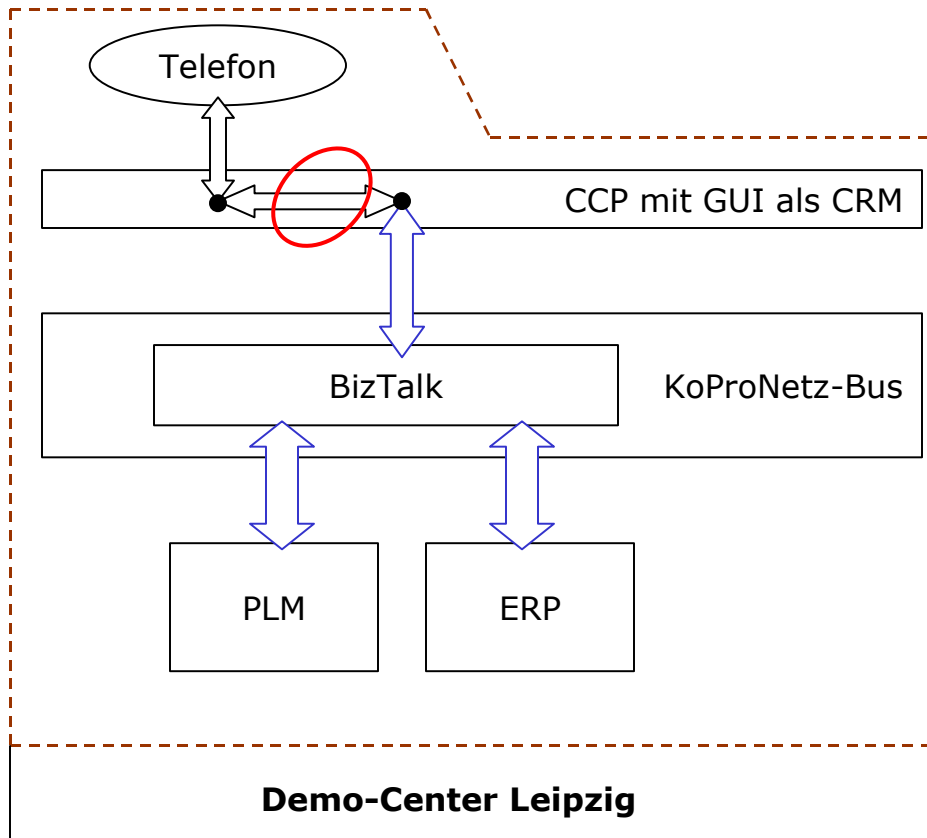 Telefon
CCP mit GUI als CRM
BizTalk
KoProNetz-Bus
PLM
ERP
Demo-Center Leipzig